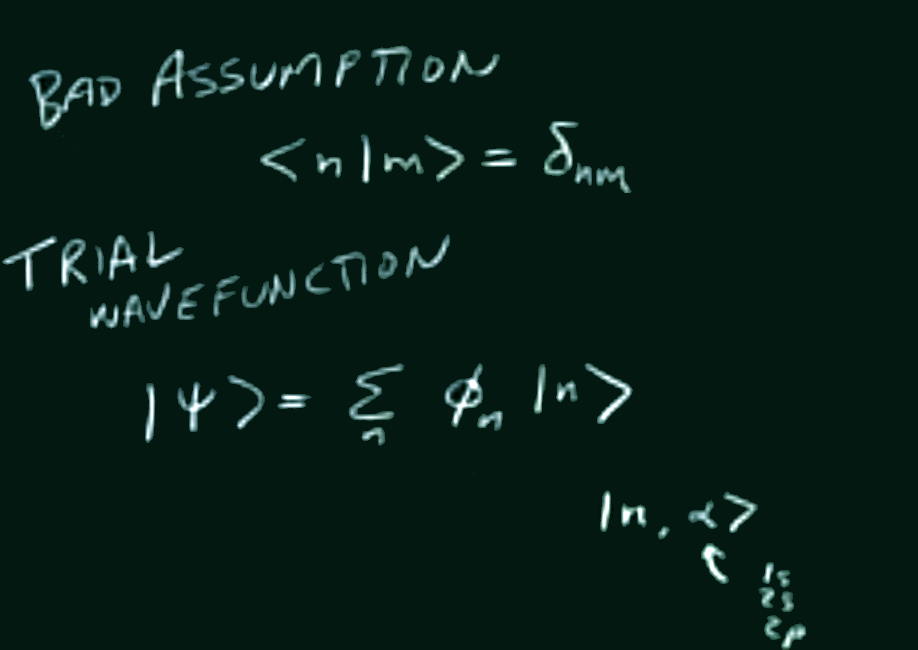 BAD ASSUMPTION
<n|m> = δnm
TRIAL
WAVEFUNCTION
|ψ> = Σn ϕn |n>
|n, α>
1s
2s
2p